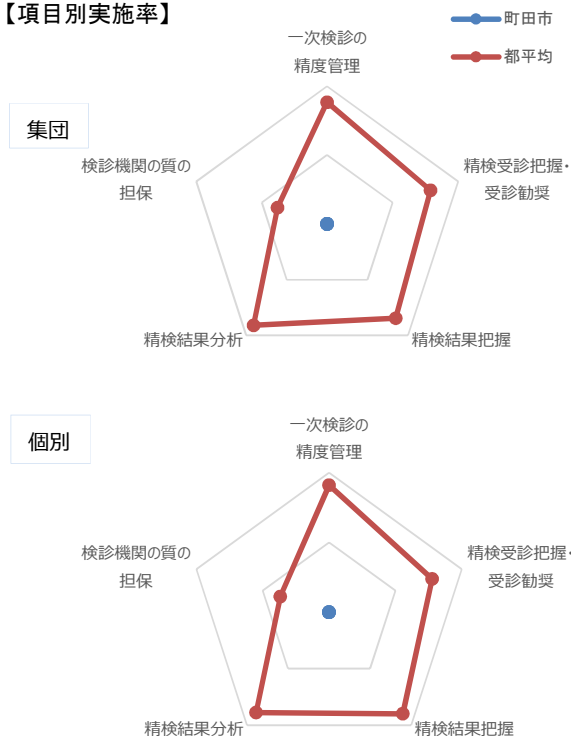 【項目別実施率】
町田市
都平均
集団
一次検診の
精度管理
精検受診把握・
受診勧奨
精検結果把握
精検結果分析
検診機関の質の
担保
個別
一次検診の
精度管理
精検受診把握・
受診勧奨
精検結果把握
精検結果分析
検診機関の質の
担保